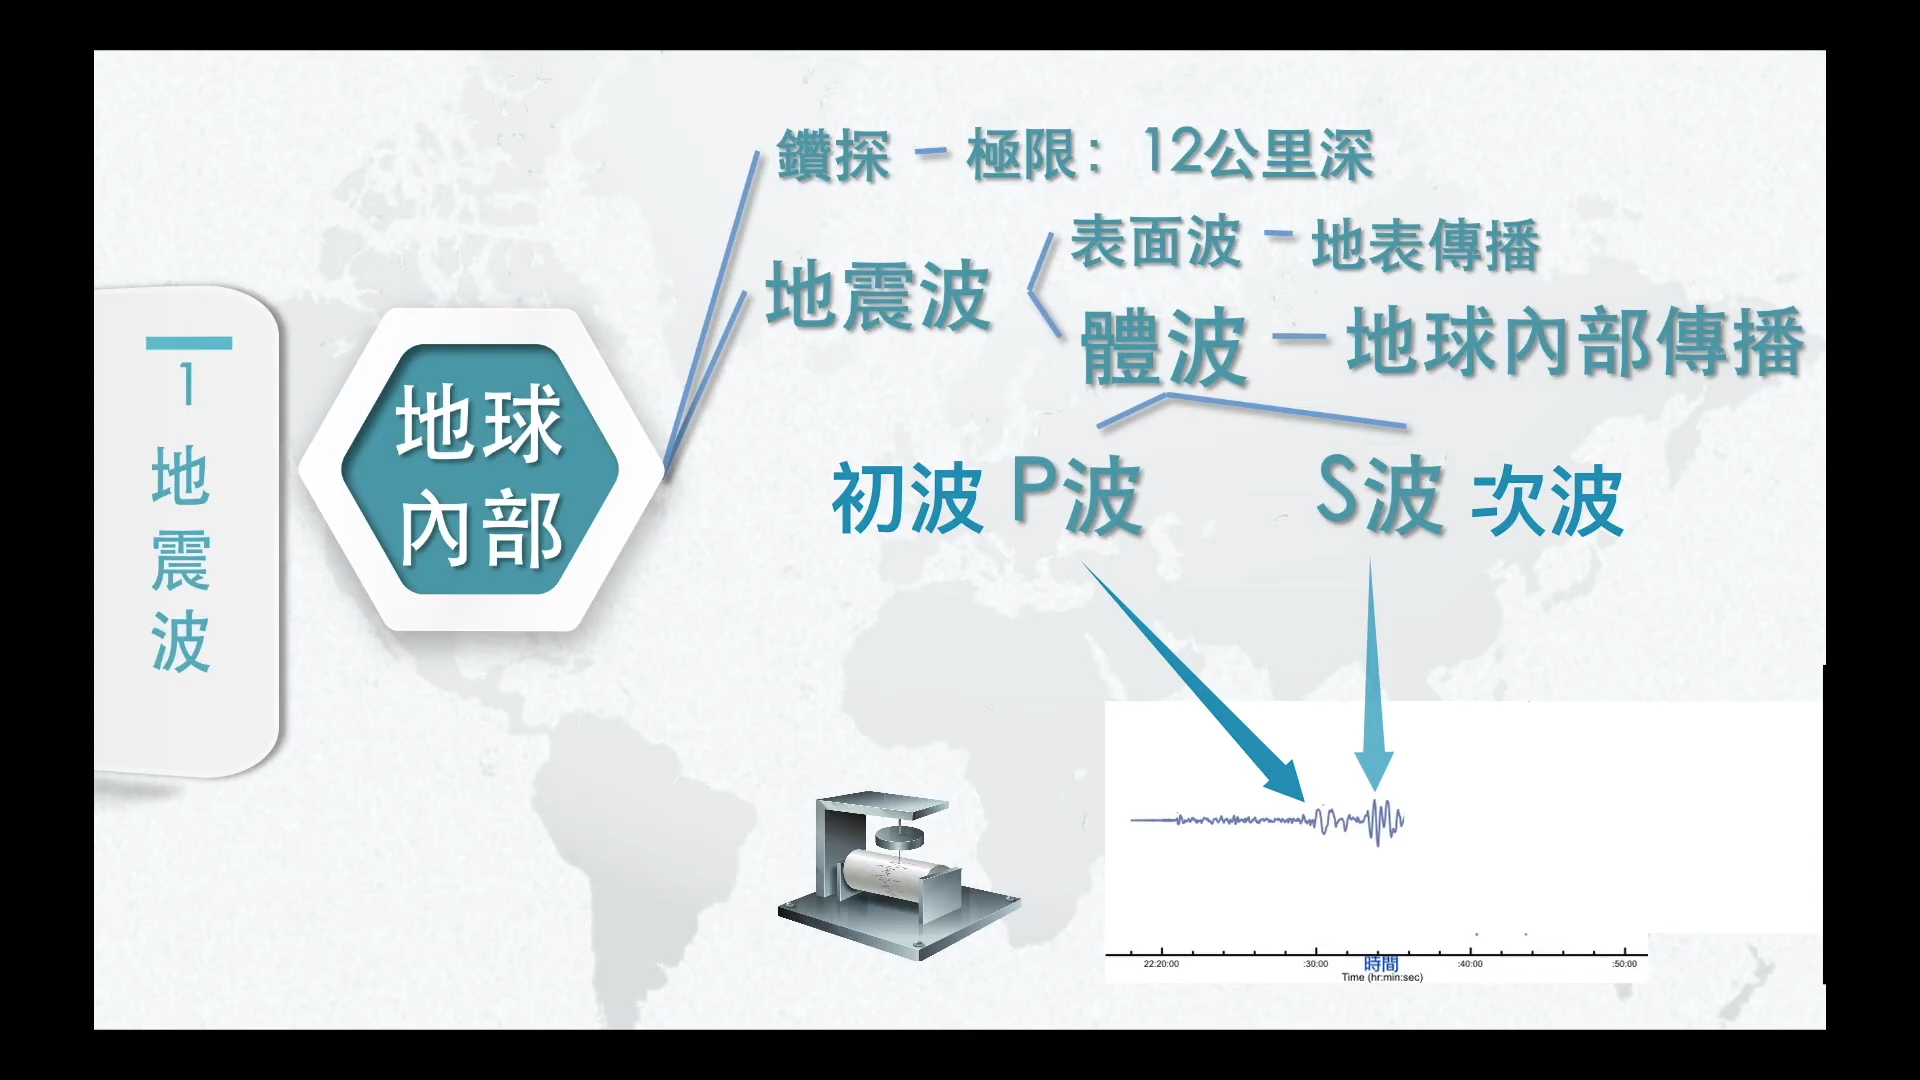 1 地震波
地球
內部
鑽探 – 極限：12公里深
地震波
表面波 – 地表傳播
體波 – 地球內部傳播
初波 P波 S波 次波
22:20:00 :30:00 :40:00 :50:00
時間
Time (hr:min:sec)